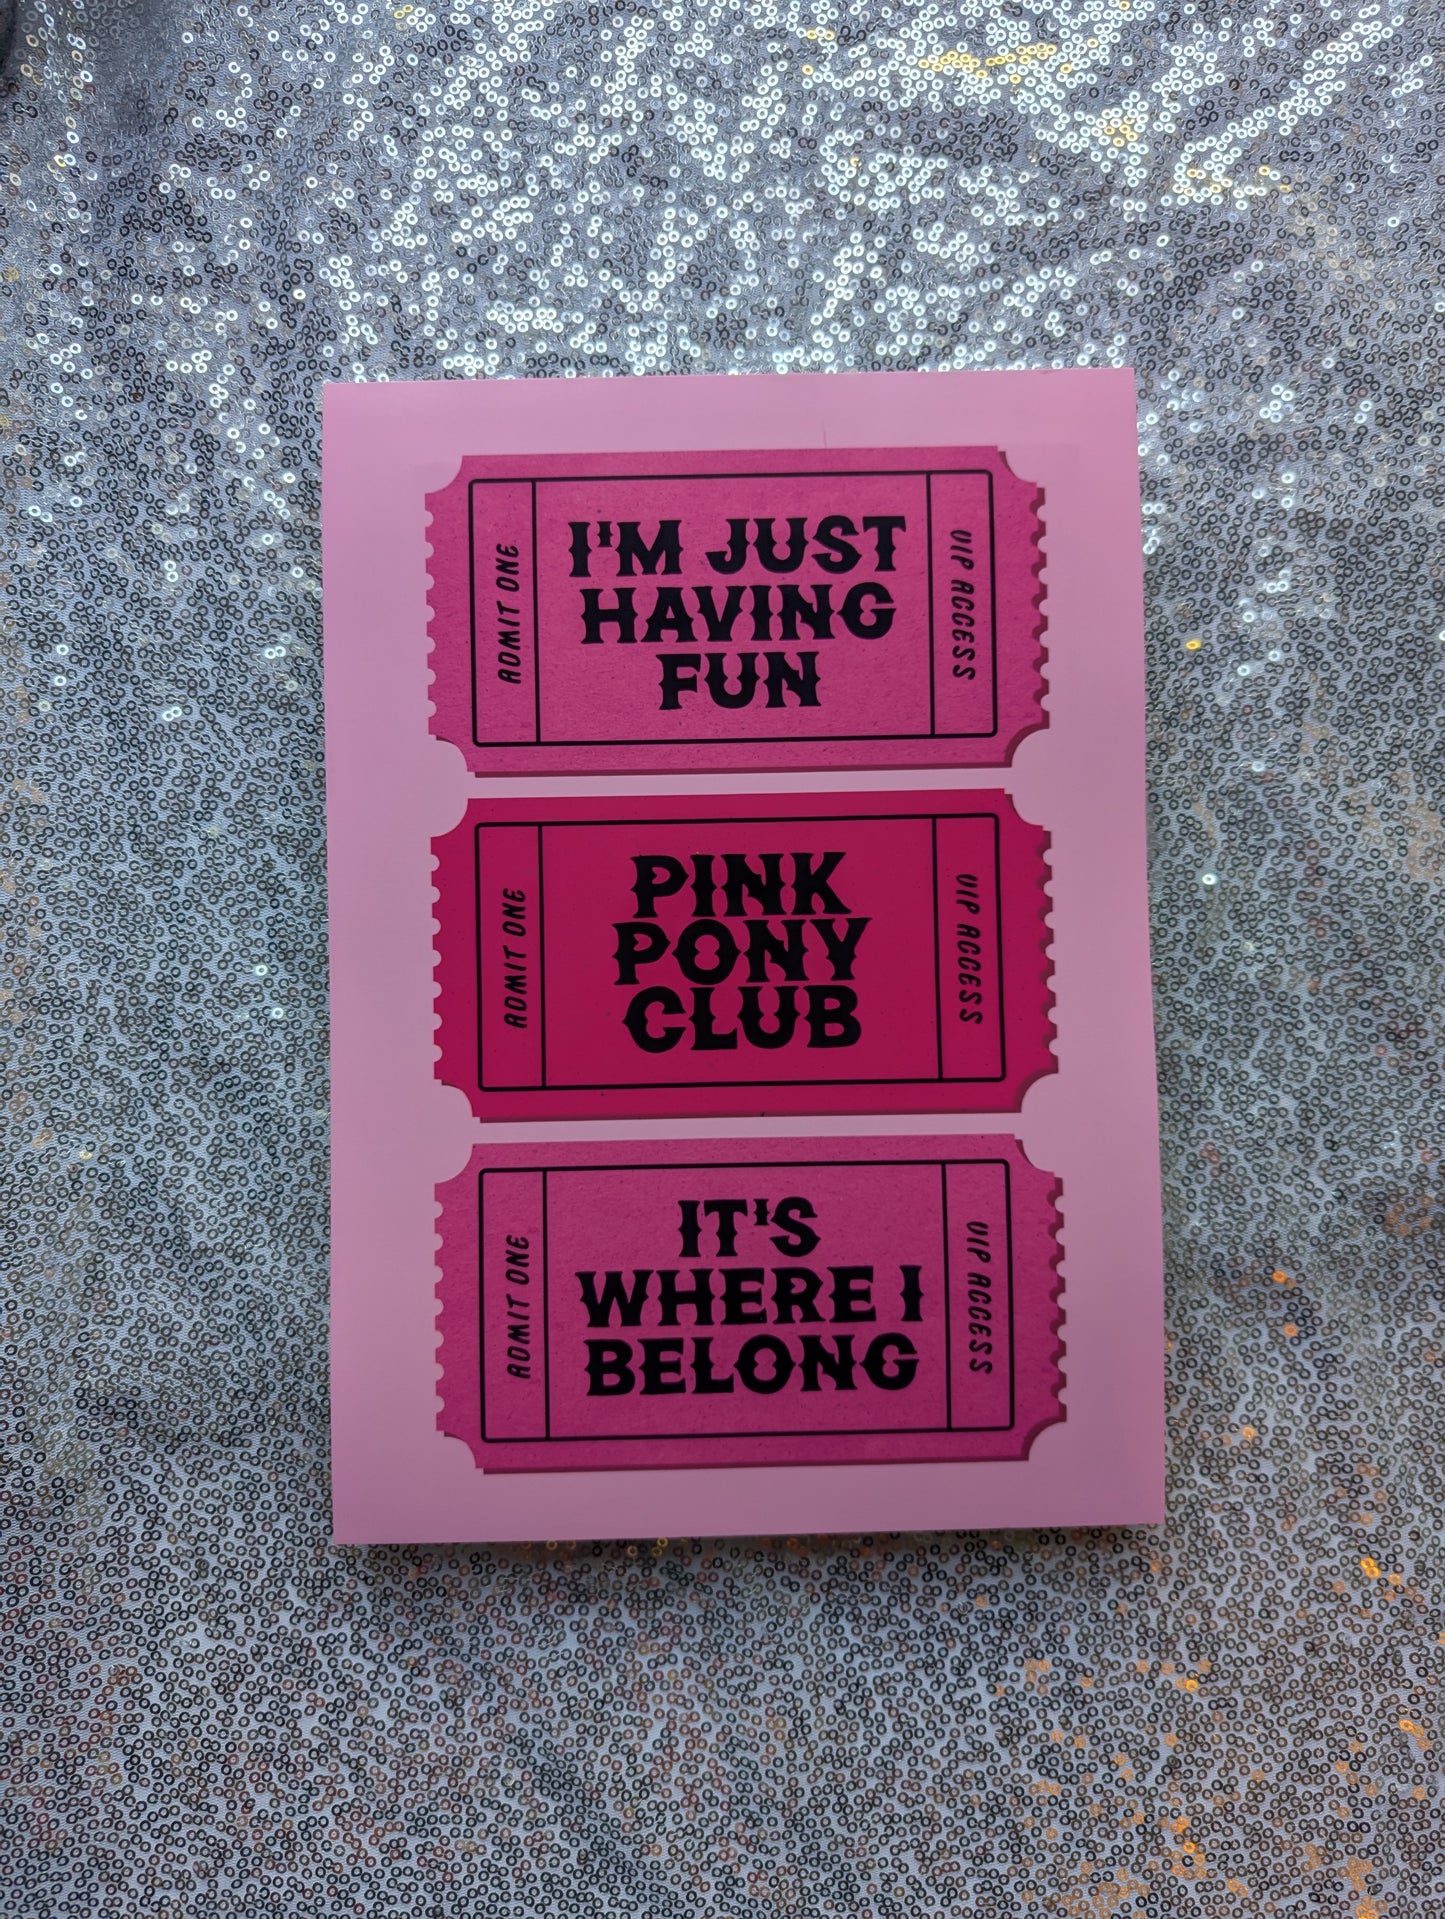 ADMIT ONE
I'M JUST
HAVING
FUN
VIP ACCESS
ADMIT ONE
PINK
PONY
CLUB
VIP ACCESS
ADMIT ONE
IT'S
WHERE I
BELONG
VIP ACCESS